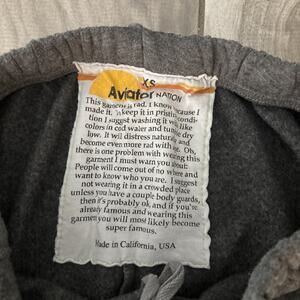 XS
Aviator NATION
This garment is rad, I know cause I
made it. To keep it in pristine condi-
tion I suggest washing it with like
colors in cold water and tumble dry
low. It will distress naturally and
become even more rad with use. Oh,
there is one problem with wearing this
garment I must warn you about:
People will come out of no where and
want to know who you are. I suggest
not wearing it in a crowded place
unless you have a couple body guards,
then it's probably ok, and if you're
already famous and wearing this
garment you will most likely become
super famous.
Made in California, USA